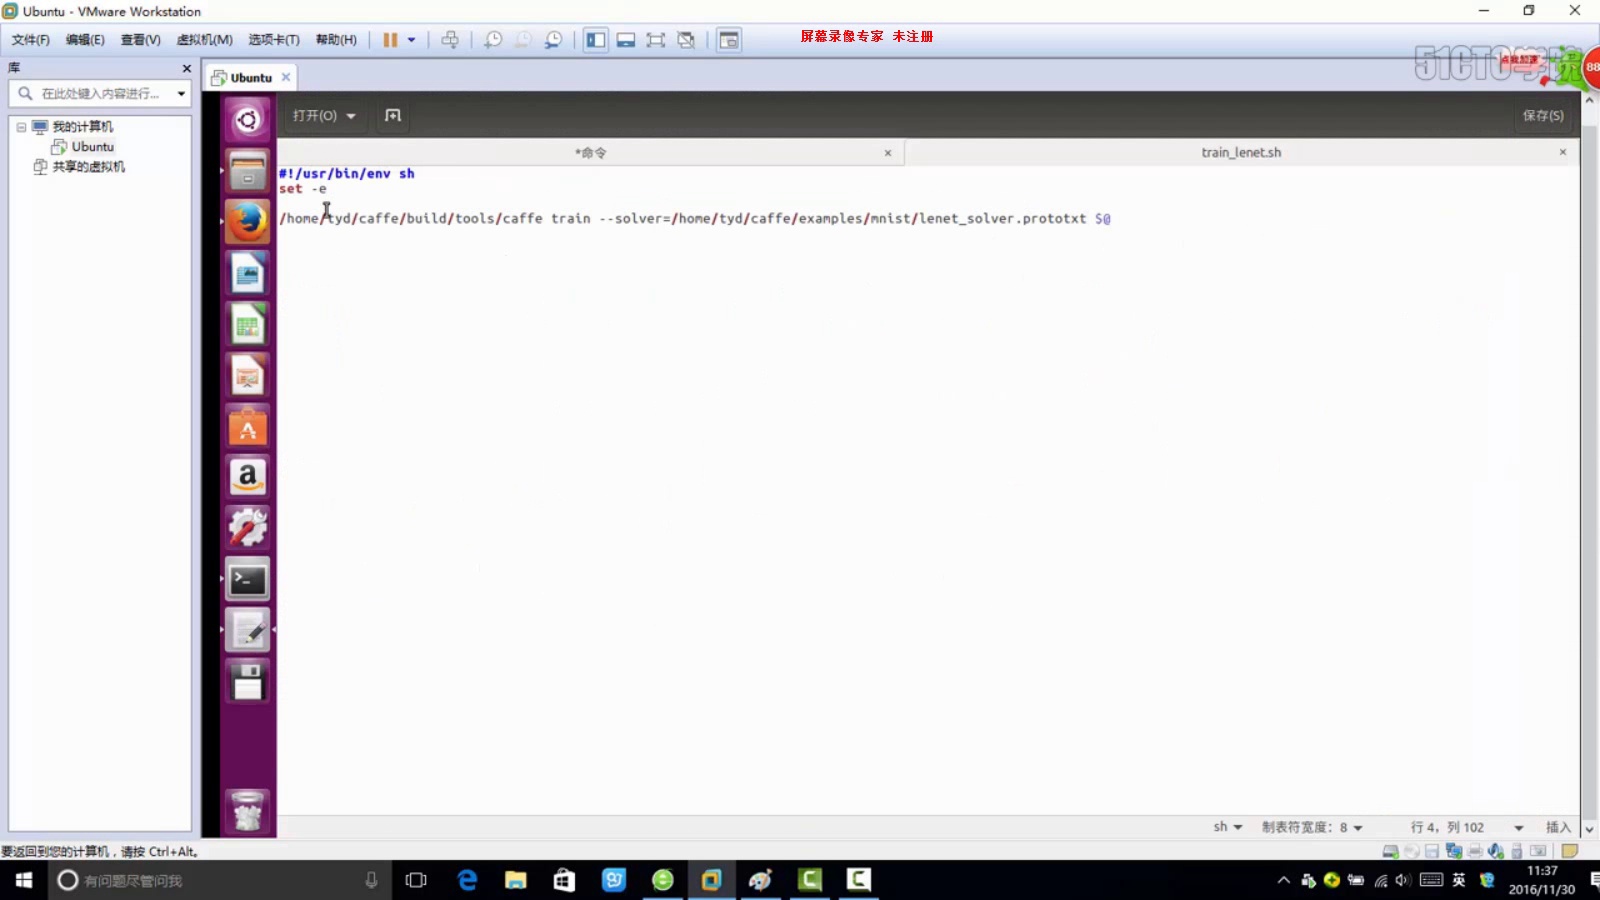 Ubuntu - VMware Workstation
文件(F) 编辑(E) 查看(V) 虚拟机(M) 选项卡(T) 帮助(H)
屏幕录像专家 未注册
51CTO学院
点我加速
88
库
Ubuntu
在此处键入内容进行...
我的计算机
Ubuntu
共享的虚拟机
打开(O)
保存(S)
*命令
train_lenet.sh
#!/usr/bin/env sh
set -e
/home/tyd/caffe/build/tools/caffe train --solver=/home/tyd/caffe/examples/mnist/lenet_solver.prototxt $@
sh 制表符宽度: 8 行 4, 列 102 插入
要返回到您的计算机，请按 Ctrl+Alt。
有问题尽管问我
英
11:37
2016/11/30